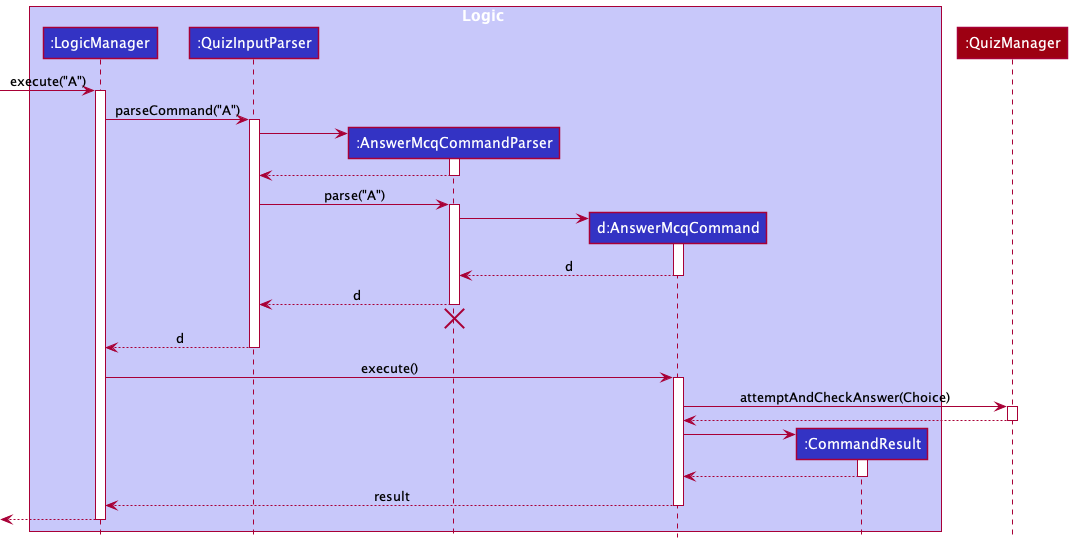 Logic
:LogicManager
:QuizInputParser
:QuizManager
execute("A")
parseCommand("A")
:AnswerMcqCommandParser
parse("A")
d:AnswerMcqCommand
d
d
d
execute()
attemptAndCheckAnswer(Choice)
:CommandResult
result